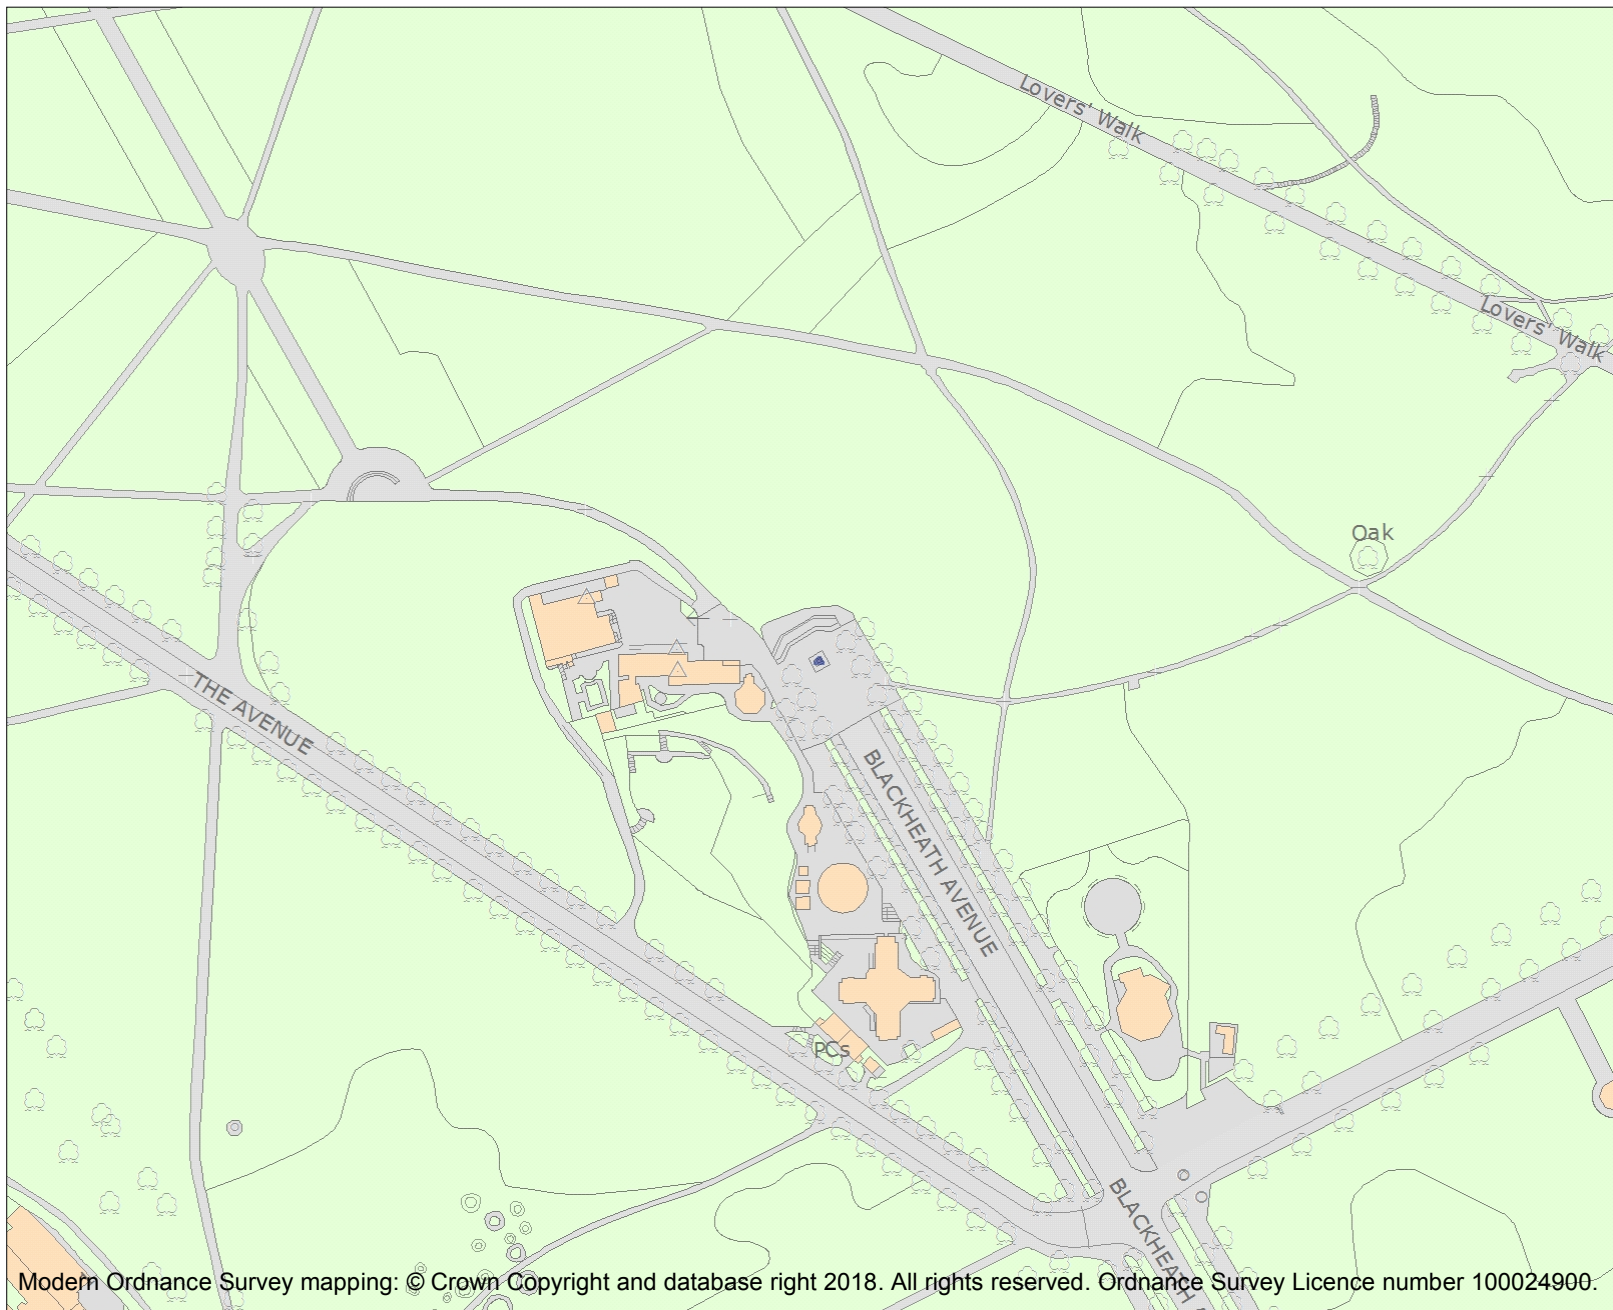 Lovers' Walk
Lovers' Walk
Oak
THE AVENUE
BLACKHEATH AVENUE
PCs
BLACKHEATH
Modern Ordnance Survey mapping: © Crown Copyright and database right 2018. All rights reserved. Ordnance Survey Licence number 100024900.